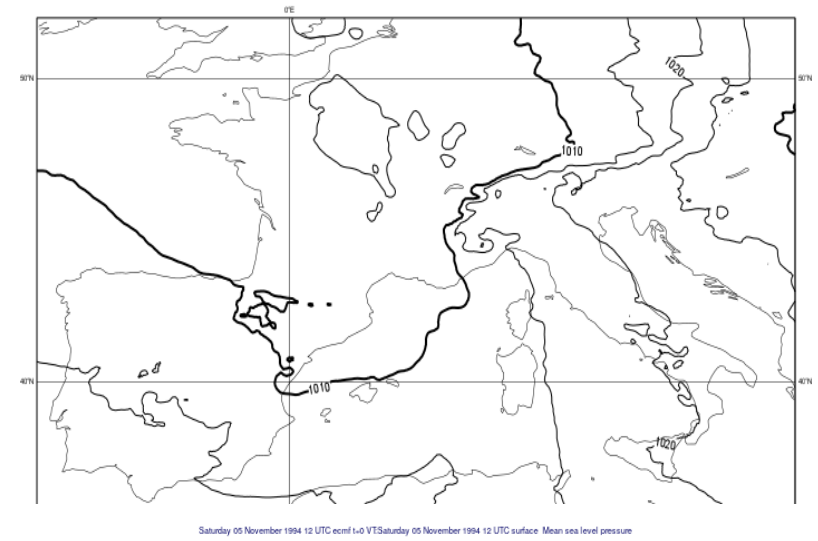 0°E
50°N 50°N
1020
1010
40°N 40°N
1010
1020
Saturday 05 November 1994 12 UTC ecmf t+0 VT:Saturday 05 November 1994 12 UTC surface Mean sea level pressure